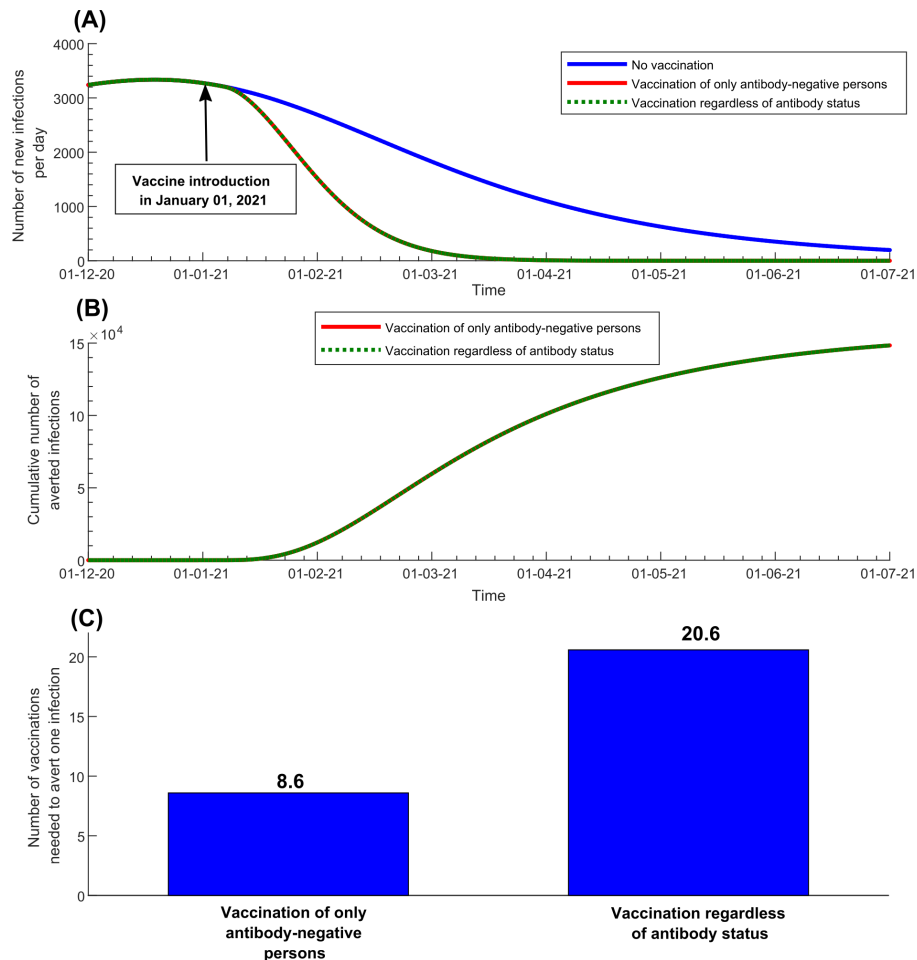 (A)
4000
3000
2000
1000
0
Number of new infections
per day
No vaccination
Vaccination of only antibody-negative persons
Vaccination regardless of antibody status
Vaccine introduction
in January 01, 2021
01-12-20 01-01-21 01-02-21 01-03-21 01-04-21 01-05-21 01-06-21 01-07-21
Time
(B)
×10⁴
15
10
5
0
Cumulative number of
averted infections
Vaccination of only antibody-negative persons
Vaccination regardless of antibody status
01-12-20 01-01-21 01-02-21 01-03-21 01-04-21 01-05-21 01-06-21 01-07-21
Time
(C)
20
15
10
5
0
Number of vaccinations
needed to avert one infection
8.6
20.6
Vaccination of only
antibody-negative
persons
Vaccination regardless
of antibody status